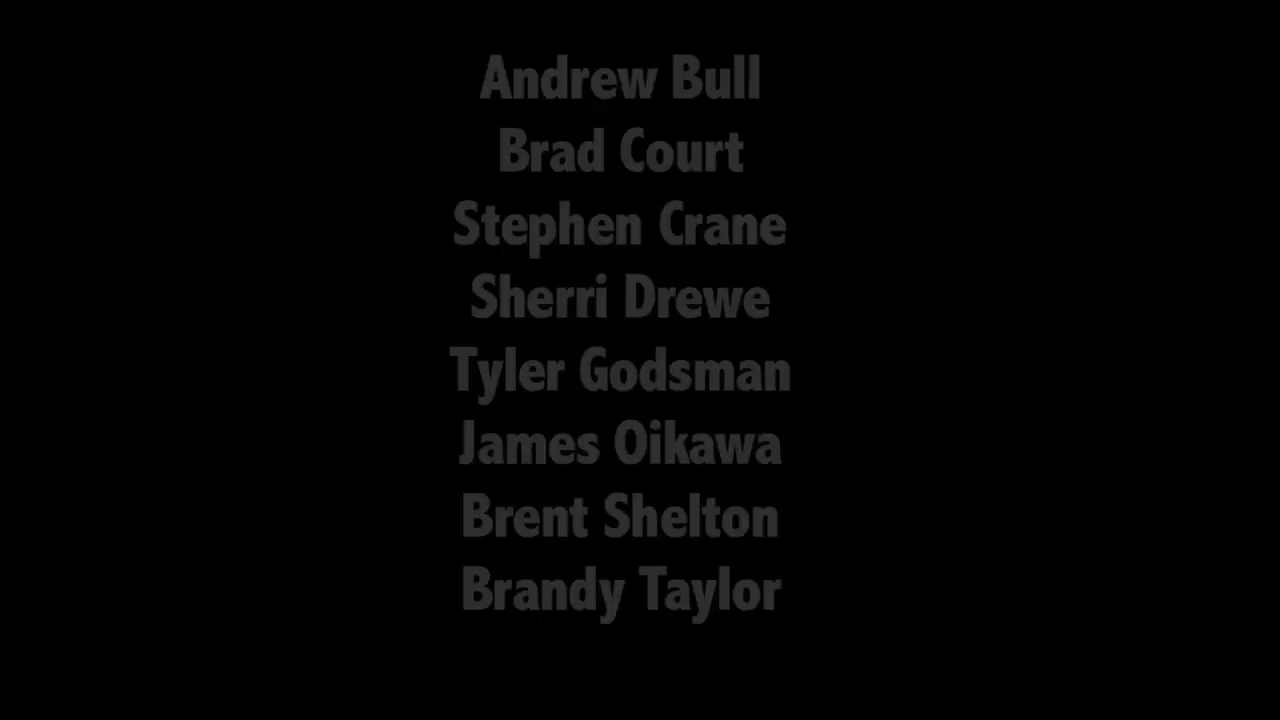 Andrew Bull
Brad Court
Stephen Crane
Sherri Drewe
Tyler Godsman
James Oikawa
Brent Shelton
Brandy Taylor